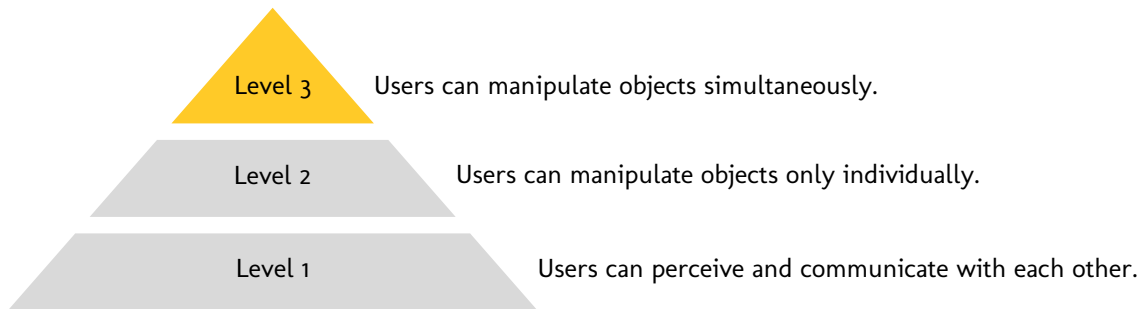 Level 3 Users can manipulate objects simultaneously.
Level 2 Users can manipulate objects only individually.
Level 1 Users can perceive and communicate with each other.